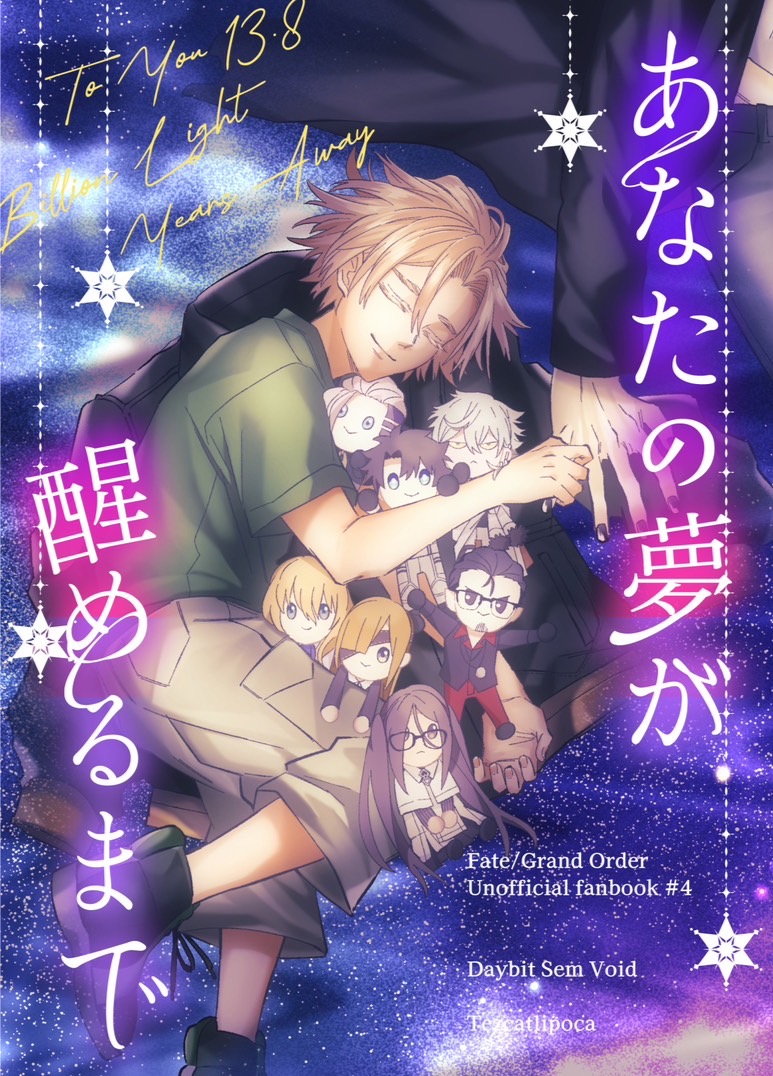 To You 13.8
Billion Light
Years Away
あなたの夢が
醒めるまで
Fate/Grand Order
Unofficial fanbook #4
Daybit Sem Void
Tezcatlipoca